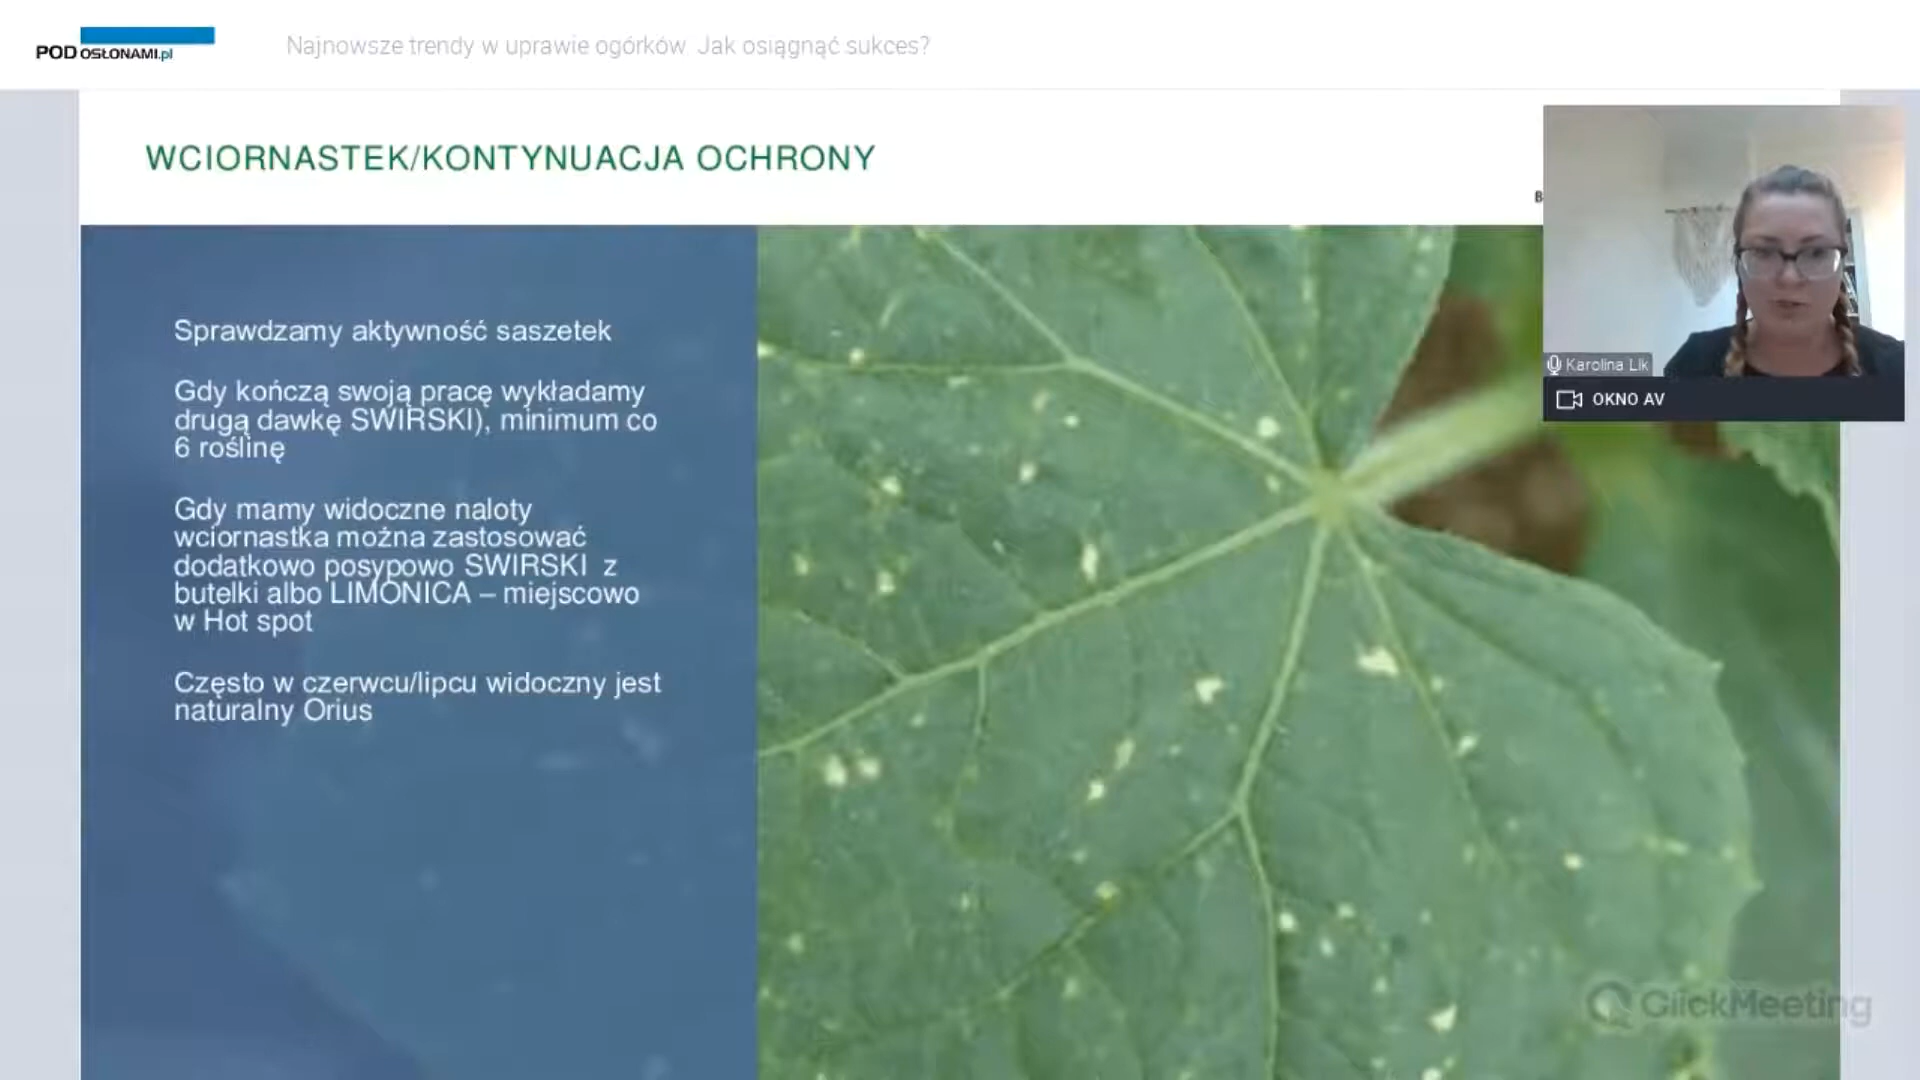 POD OSŁONAMI.pl
Najnowsze trendy w uprawie ogórków. Jak osiągnąć sukces?
WCIORNASTEK/KONTYNUACJA OCHRONY
B
Sprawdzamy aktywność saszetek
Gdy kończą swoją pracę wykładamy
drugą dawkę SWIRSKI), minimum co
6 roślinę
Gdy mamy widoczne naloty
wciornastka można zastosować
dodatkowo posypowo SWIRSKI z
butelki albo LIMONICA – miejscowo
w Hot spot
Często w czerwcu/lipcu widoczny jest
naturalny Orius
Karolina Lik
OKNO AV
ClickMeeting